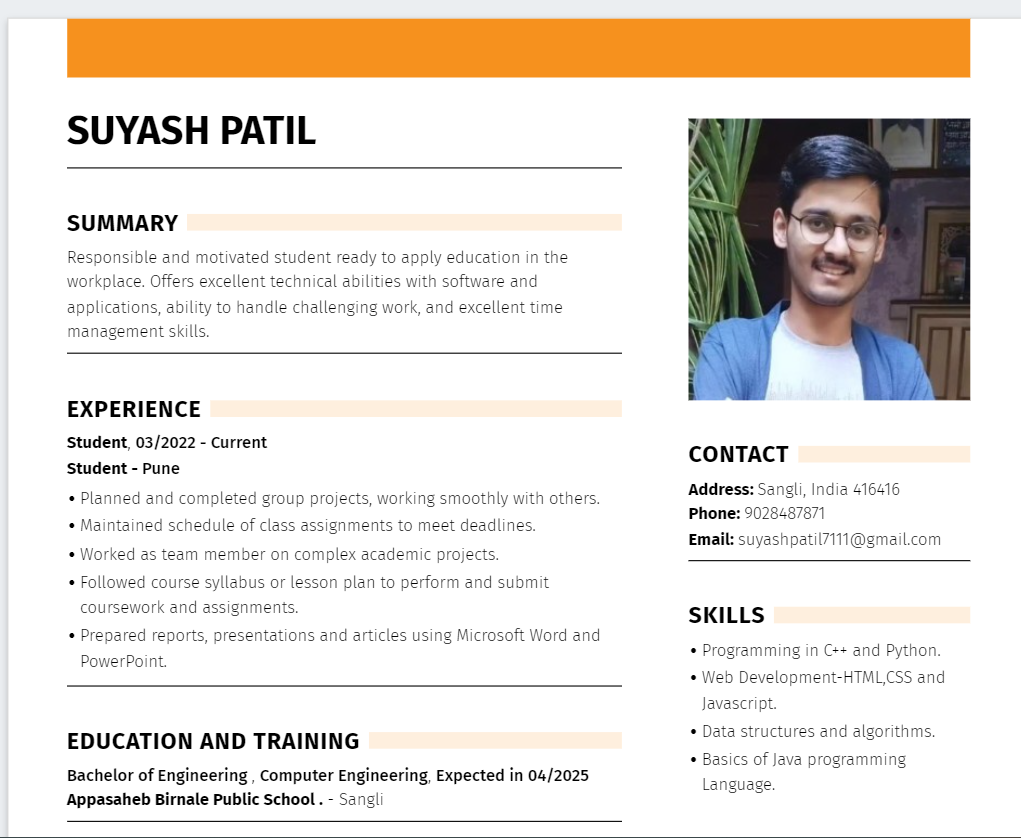 SUYASH PATIL
SUMMARY
Responsible and motivated student ready to apply education in the
workplace. Offers excellent technical abilities with software and
applications, ability to handle challenging work, and excellent time
management skills.
EXPERIENCE
Student, 03/2022 - Current
Student - Pune
• Planned and completed group projects, working smoothly with others.
• Maintained schedule of class assignments to meet deadlines.
• Worked as team member on complex academic projects.
• Followed course syllabus or lesson plan to perform and submit
coursework and assignments.
• Prepared reports, presentations and articles using Microsoft Word and
PowerPoint.
EDUCATION AND TRAINING
Bachelor of Engineering , Computer Engineering, Expected in 04/2025
Appasaheb Birnale Public School . - Sangli
CONTACT
Address: Sangli, India 416416
Phone: 9028487871
Email: suyashpatil7111@gmail.com
SKILLS
• Programming in C++ and Python.
• Web Development-HTML,CSS and
Javascript.
• Data structures and algorithms.
• Basics of Java programming
Language.